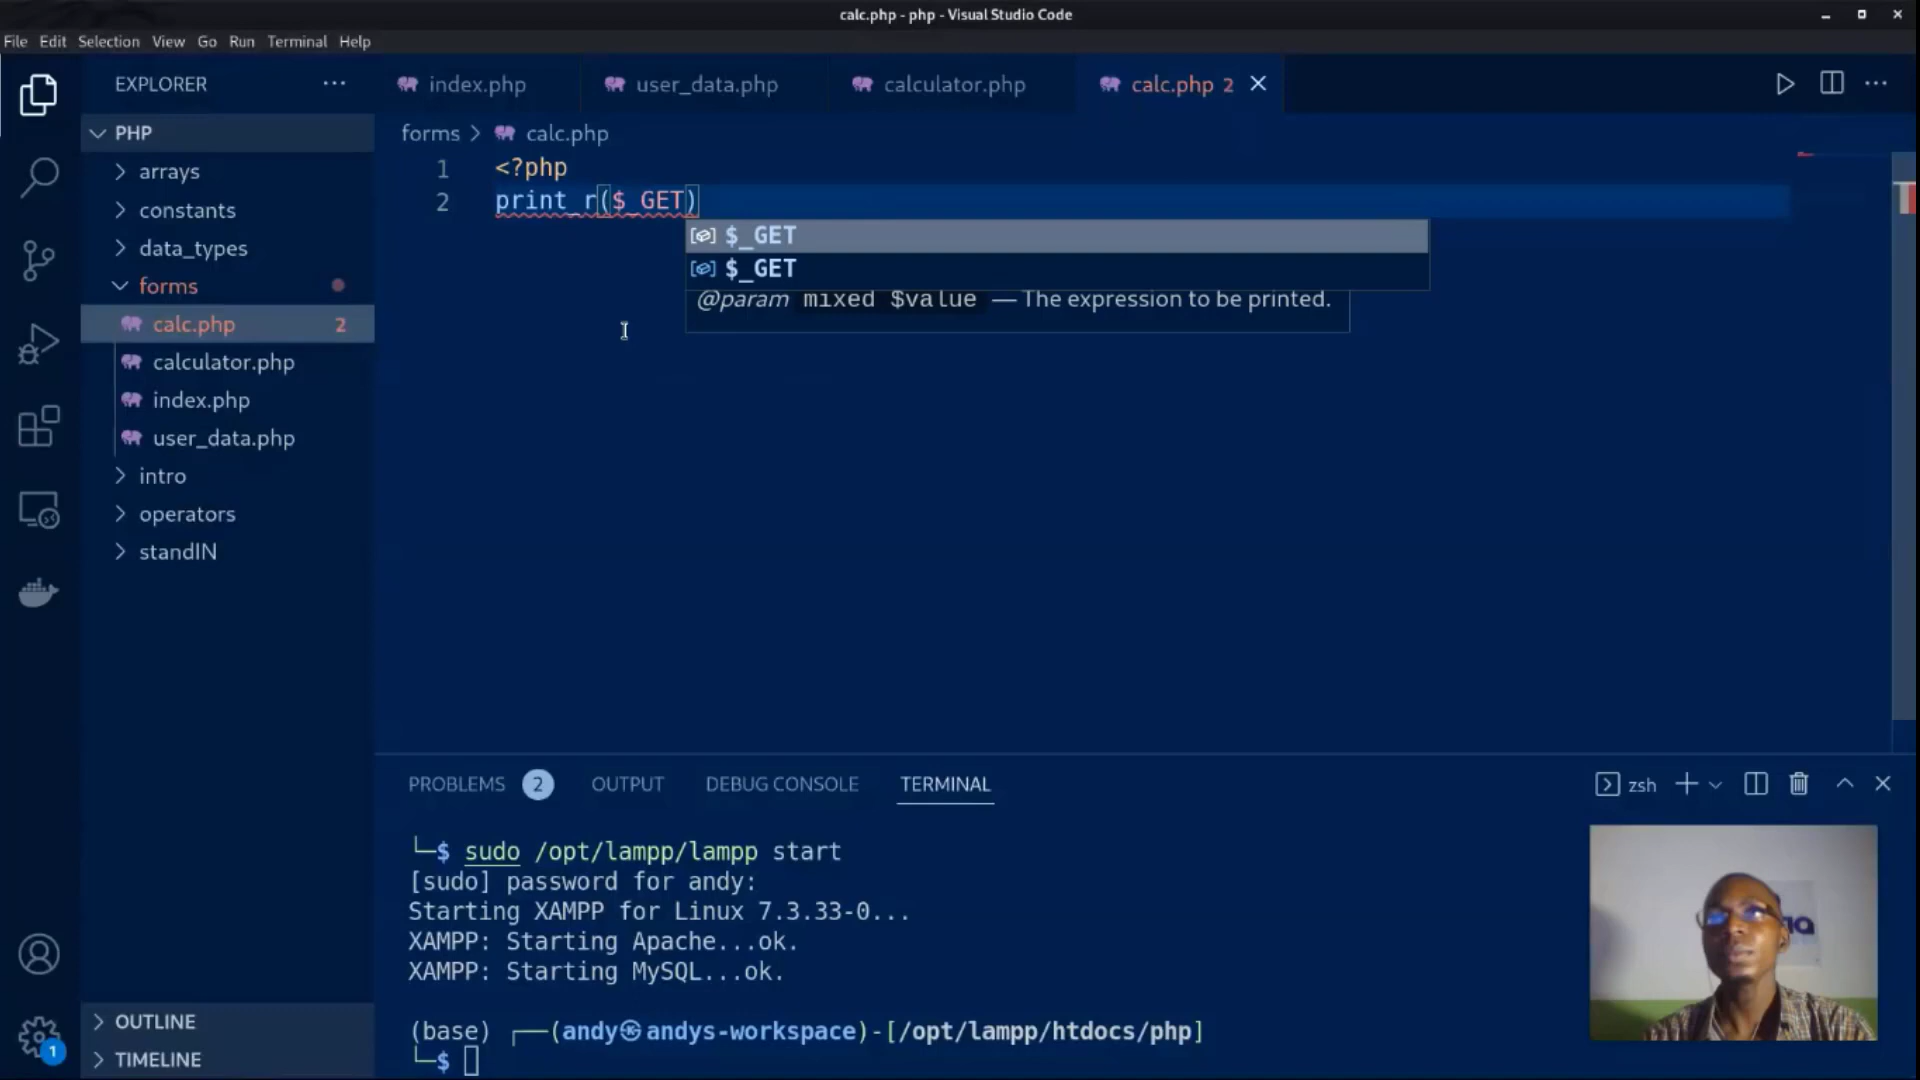 calc.php - php - Visual Studio Code
File Edit Selection View Go Run Terminal Help
EXPLORER
index.php
user_data.php
calculator.php
calc.php 2
PHP
arrays
constants
data_types
forms
calc.php 2
calculator.php
index.php
user_data.php
intro
operators
standIN
OUTLINE
TIMELINE
1
forms > calc.php
1 <?php
2 print_r($_GET)
$_GET
$_GET
@param mixed $value — The expression to be printed.
PROBLEMS 2 OUTPUT DEBUG CONSOLE TERMINAL
zsh
└─$ sudo /opt/lampp/lampp start
[sudo] password for andy:
Starting XAMPP for Linux 7.3.33-0...
XAMPP: Starting Apache...ok.
XAMPP: Starting MySQL...ok.
(base) ┌──(andy㉿andys-workspace)-[/opt/lampp/htdocs/php]
└─$